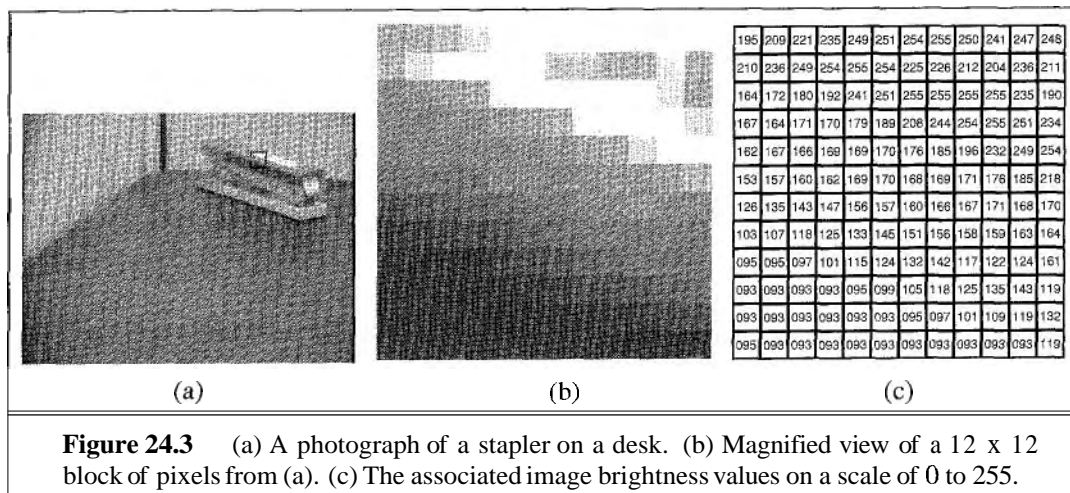 195 209 221 235 249 251 254 255 250 241 247 248
210 236 249 254 255 254 225 226 212 204 236 211
164 172 180 192 241 251 255 255 255 255 235 190
167 164 171 170 179 189 208 244 254 255 251 234
162 167 166 169 169 170 176 185 196 232 249 254
153 157 160 162 169 170 168 169 171 176 185 218
126 135 143 147 156 157 160 166 167 171 168 170
103 107 118 125 133 145 151 156 158 159 163 164
095 095 097 101 115 124 132 142 117 122 124 161
093 093 093 093 095 099 105 118 125 135 143 119
093 093 093 093 093 093 095 097 101 109 119 132
095 093 093 093 093 093 093 093 093 093 093 119
(a) (b) (c)
Figure 24.3 (a) A photograph of a stapler on a desk. (b) Magnified view of a 12 x 12
block of pixels from (a). (c) The associated image brightness values on a scale of 0 to 255.